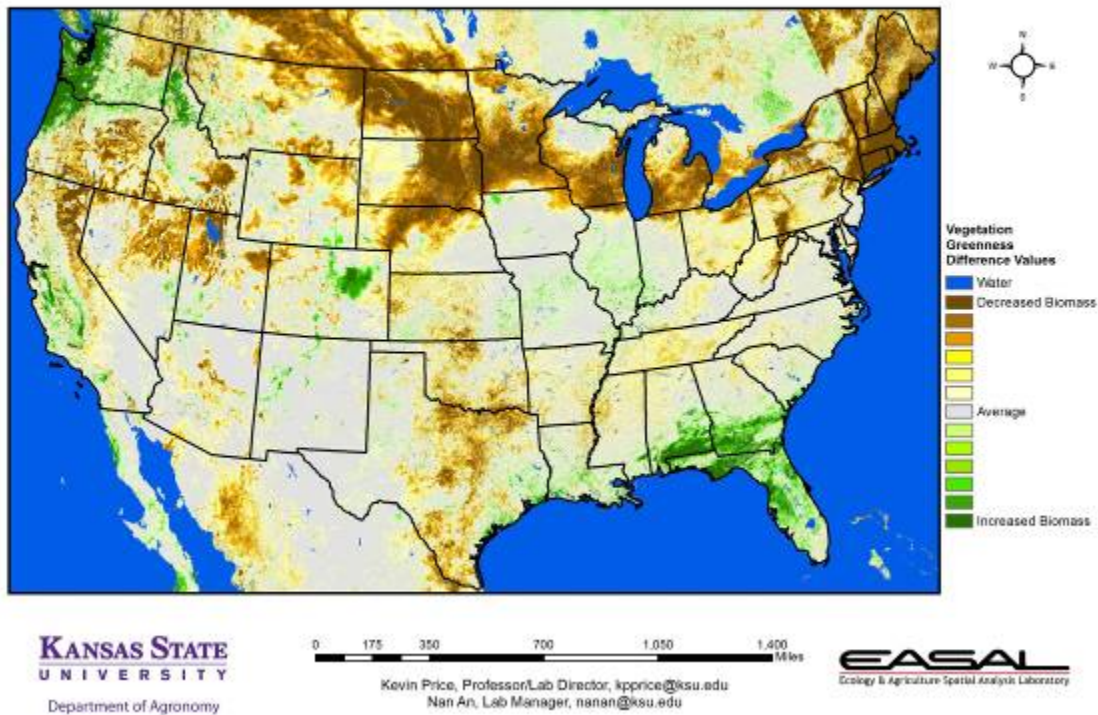 N
W
E
S
Vegetation
Greenness
Difference Values
Water
Decreased Biomass
Average
Increased Biomass
KANSAS STATE
UNIVERSITY
Department of Agronomy
0 175 350 700 1,050 1,400
Miles
Kevin Price, Professor/Lab Director, kpprice@ksu.edu
Nan An, Lab Manager, nanan@ksu.edu
EASAL
Ecology & Agriculture Spatial Analysis Laboratory